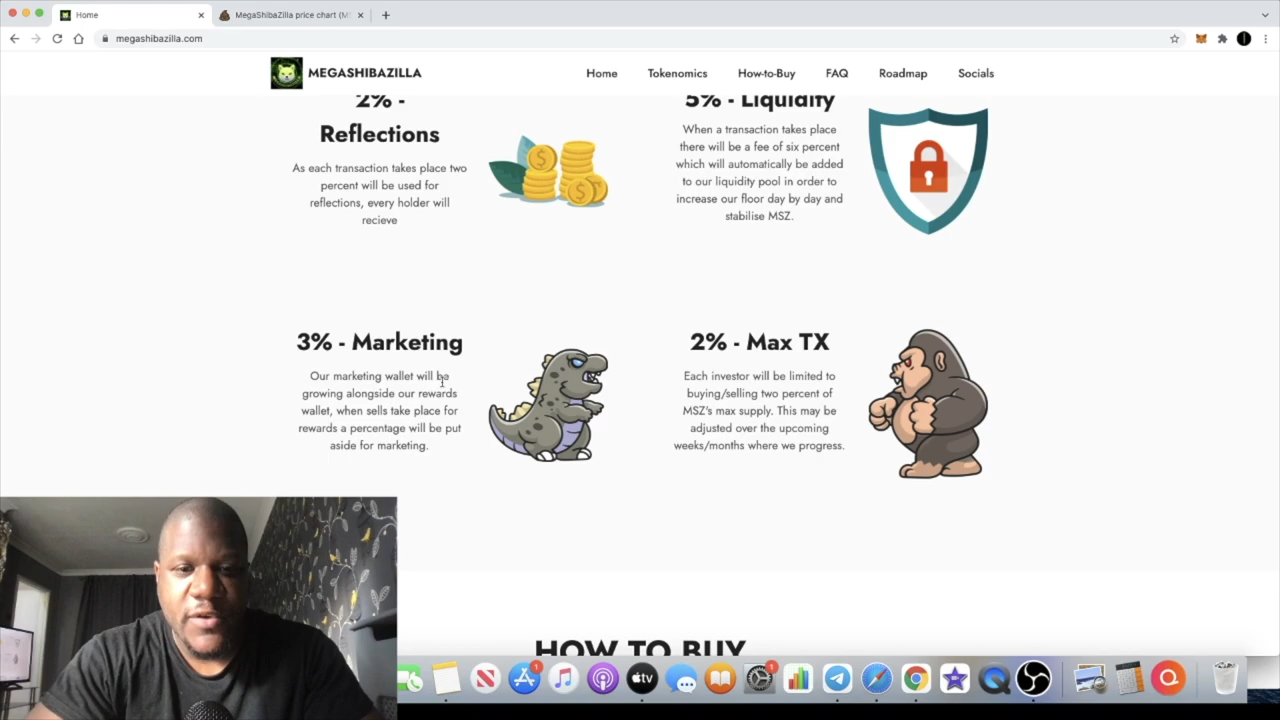 Home
MegaShibaZilla price chart (M
megashibazilla.com
MEGASHIBAZILLA
Home
Tokenomics
How-to-Buy
FAQ
Roadmap
Socials
2% -
Reflections
As each transaction takes place two
percent will be used for
reflections, every holder will
recieve
5% - Liquidity
When a transaction takes place
there will be a fee of six percent
which will automatically be added
to our liquidity pool in order to
increase our floor day by day and
stabilise MSZ.
3% - Marketing
Our marketing wallet will be
growing alongside our rewards
wallet, when sells take place for
rewards a percentage will be put
aside for marketing.
2% - Max TX
Each investor will be limited to
buying/selling two percent of
MSZ's max supply. This may be
adjusted over the upcoming
weeks/months where we progress.
HOW TO BUY
tv
1
1